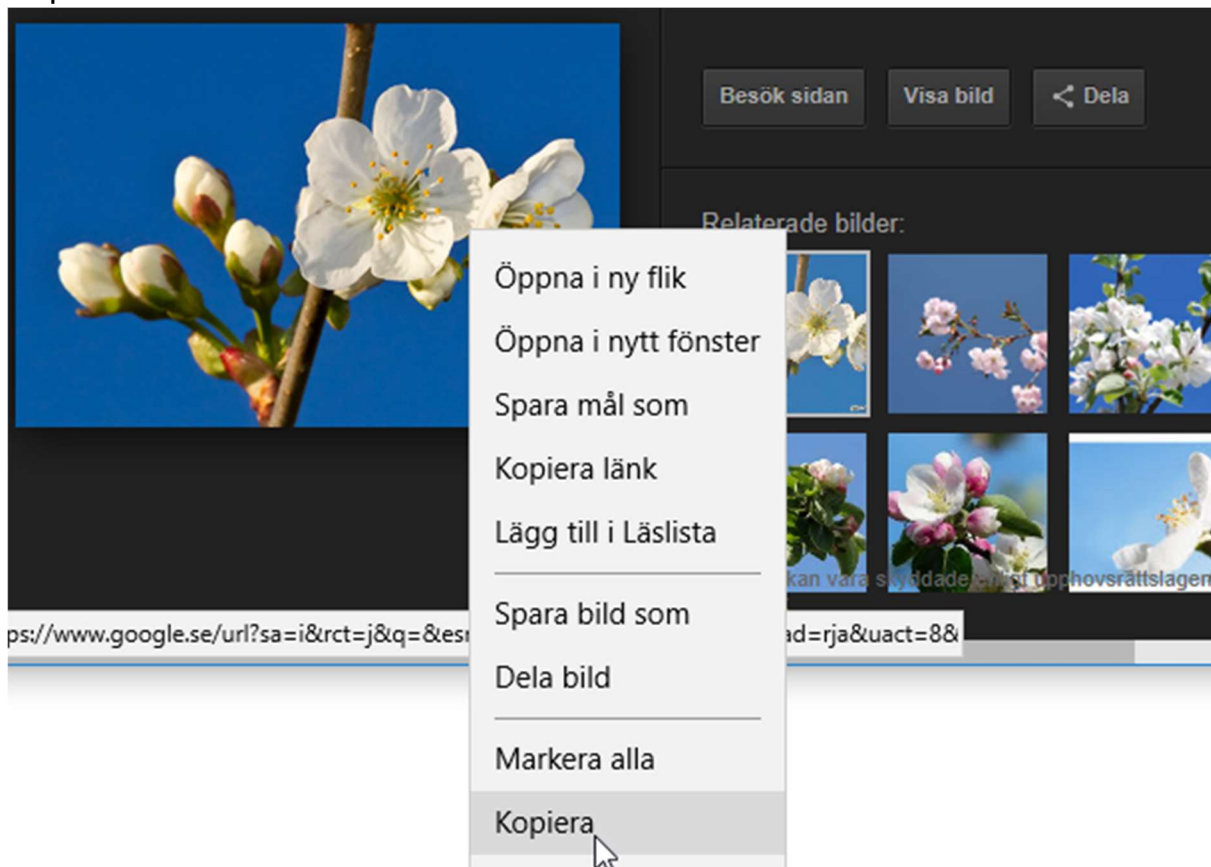 Besök sidan
Visa bild
Dela
Relaterade bilder:
Öppna i ny flik
Öppna i nytt fönster
Spara mål som
Kopiera länk
Lägg till i Läslista
kan vara skyddade enligt upphovsrättslagen
Spara bild som
ps://www.google.se/url?sa=i&rct=j&q=&esr
ad=rja&uact=8&
Dela bild
Markera alla
Kopiera